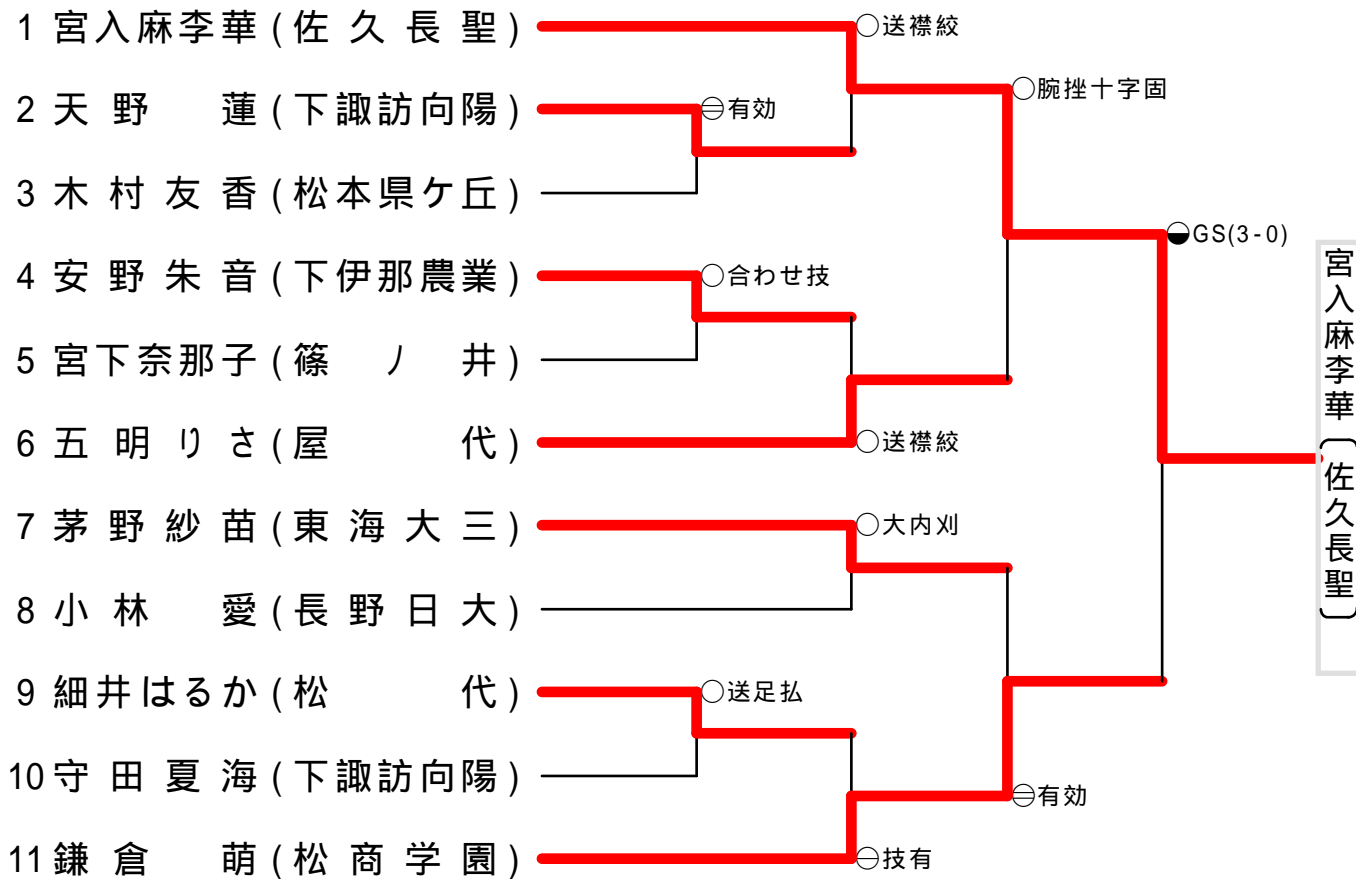 1 宮入麻李華 (佐久長聖)
○送襟絞
○腕挫十字固
2 天野　蓮 (下諏訪向陽)
有効
3 木村友香 (松本県ケ丘)
GS(3-0)
4 安野朱音 (下伊那農業)
○合わせ技
5 宮下奈那子 (篠ノ井)
6 五明りさ (屋代)
○送襟絞
宮入麻李華〔佐久長聖〕
7 茅野紗苗 (東海大三)
○大内刈
8 小林　愛 (長野日大)
9 細井はるか (松代)
○送足払
10 守田夏海 (下諏訪向陽)
有効
11 鎌倉　萌 (松商学園)
技有